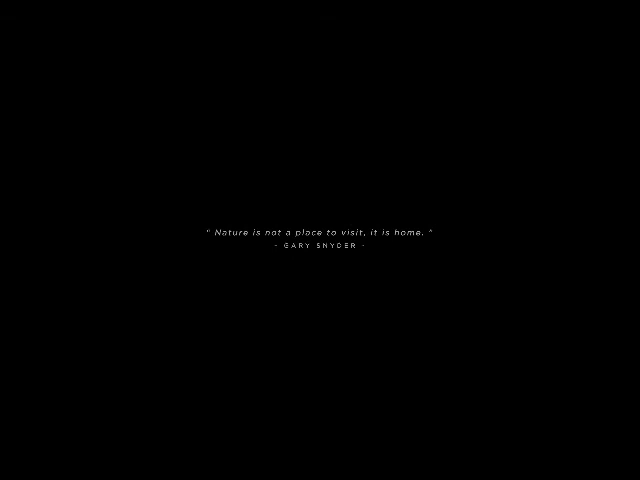 " Nature is not a place to visit, it is home. "
- GARY SNYDER -